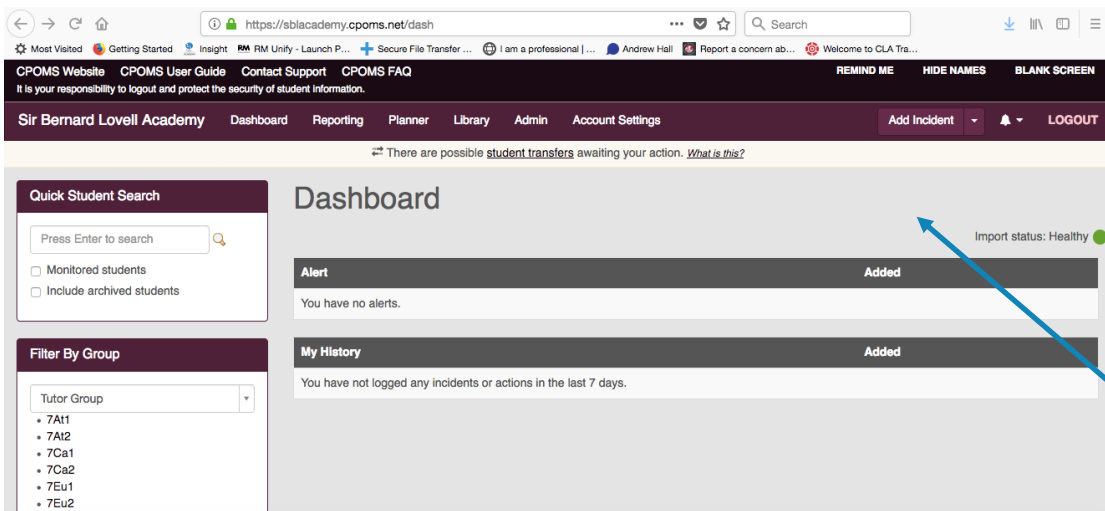 https://sblacademy.cpoms.net/dash
Search
Most Visited Getting Started Insight RM RM Unify - Launch P... Secure File Transfer ... I am a professional | ... Andrew Hall Report a concern ab... Welcome to CLA Tra...
CPOMS Website CPOMS User Guide Contact Support CPOMS FAQ REMIND ME HIDE NAMES BLANK SCREEN
It is your responsibility to logout and protect the security of student information.
Sir Bernard Lovell Academy Dashboard Reporting Planner Library Admin Account Settings Add Incident LOGOUT
There are possible student transfers awaiting your action. What is this?
Quick Student Search
Press Enter to search
Monitored students
Include archived students
Dashboard
Import status: Healthy
Alert Added
You have no alerts.
My History Added
You have not logged any incidents or actions in the last 7 days.
Filter By Group
Tutor Group
7At1
7At2
7Ca1
7Ca2
7Eu1
7Eu2